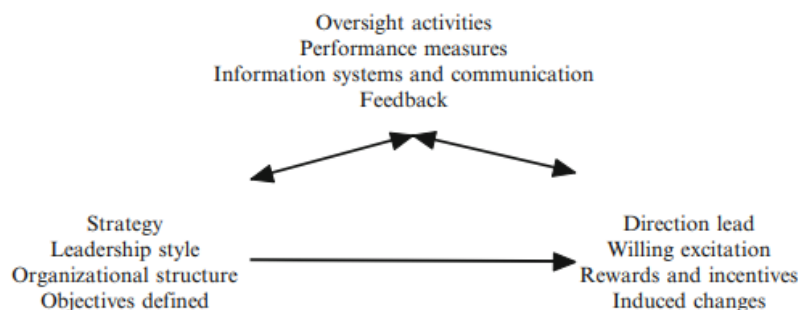 Oversight activities
Performance measures
Information systems and communication
Feedback
Strategy
Leadership style
Organizational structure
Objectives defined
Direction lead
Willing excitation
Rewards and incentives
Induced changes